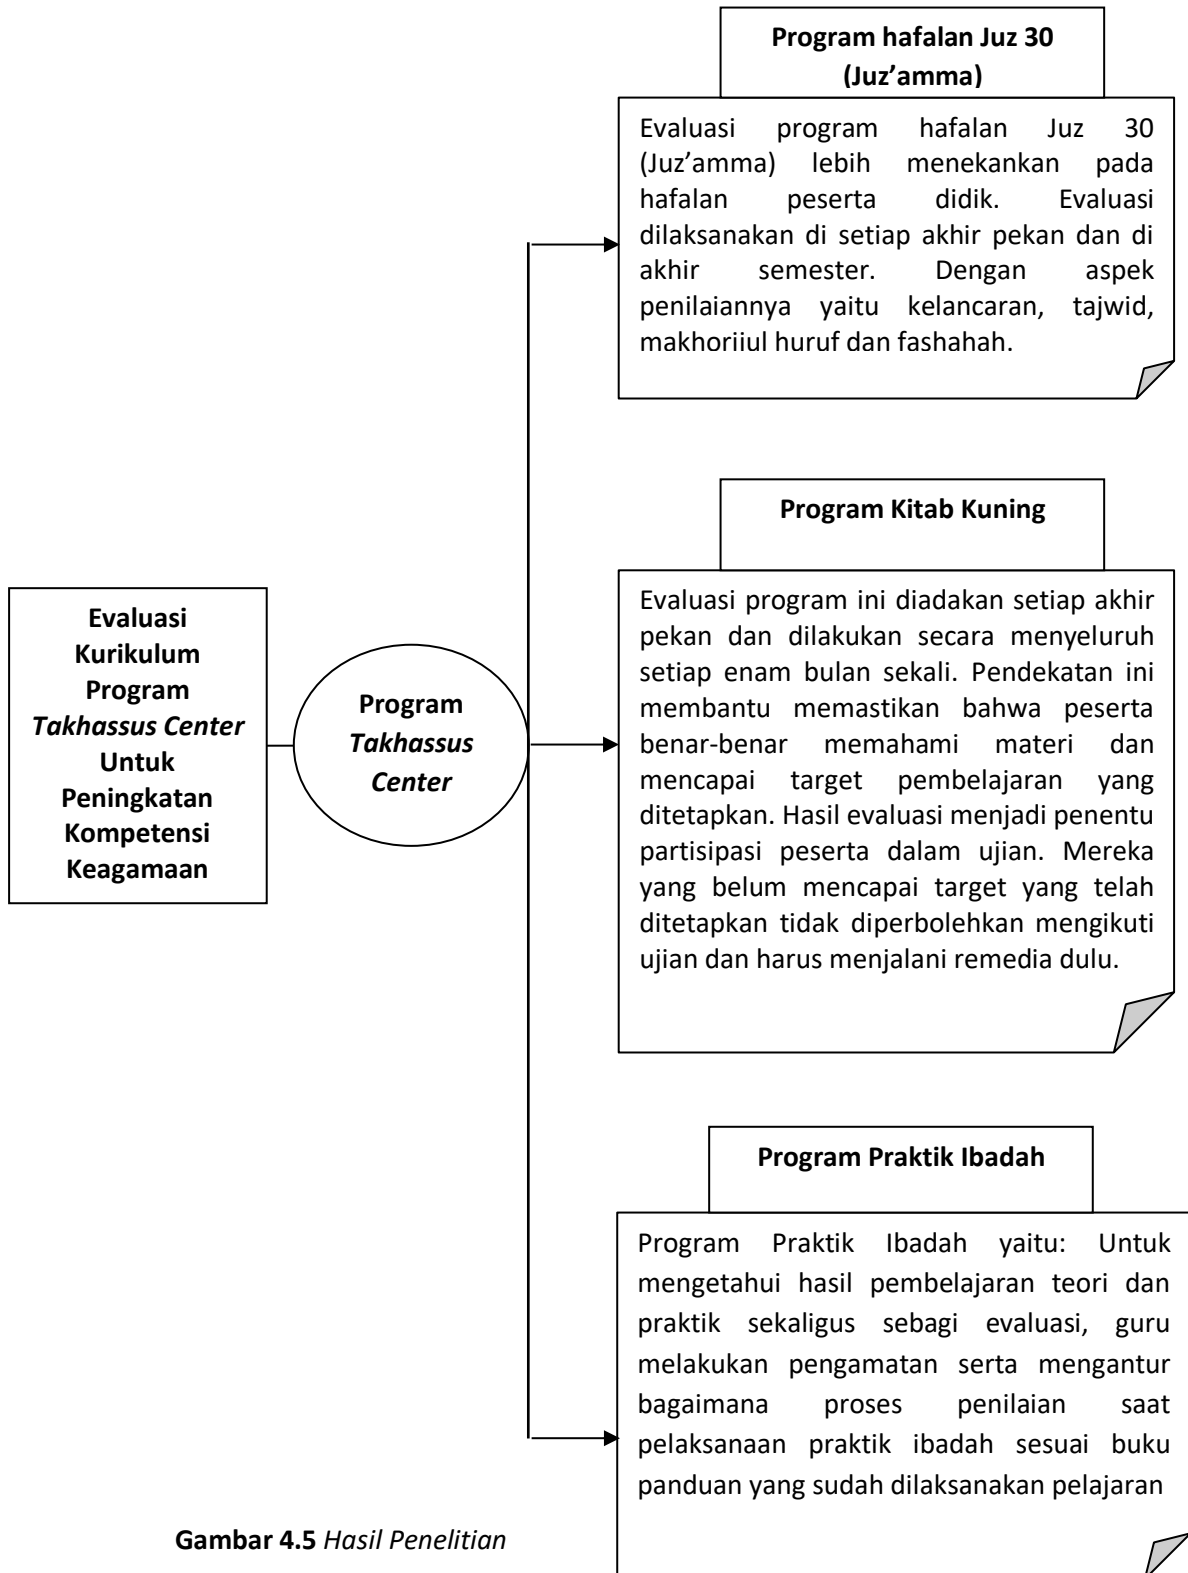 Program hafalan Juz 30
(Juz’amma)
Evaluasi program hafalan Juz 30
(Juz’amma) lebih menekankan pada
hafalan peserta didik. Evaluasi
dilaksanakan di setiap akhir pekan dan di
akhir semester. Dengan aspek
penilaiannya yaitu kelancaran, tajwid,
makhoriiul huruf dan fashahah.
Program Kitab Kuning
Evaluasi program ini diadakan setiap akhir
pekan dan dilakukan secara menyeluruh
setiap enam bulan sekali. Pendekatan ini
membantu memastikan bahwa peserta
benar-benar memahami materi dan
mencapai target pembelajaran yang
ditetapkan. Hasil evaluasi menjadi penentu
partisipasi peserta dalam ujian. Mereka
yang belum mencapai target yang telah
ditetapkan tidak diperbolehkan mengikuti
ujian dan harus menjalani remedia dulu.
Evaluasi
Kurikulum
Program
Takhassus Center
Untuk
Peningkatan
Kompetensi
Keagamaan
Program
Takhassus
Center
Program Praktik Ibadah
Program Praktik Ibadah yaitu: Untuk
mengetahui hasil pembelajaran teori dan
praktik sekaligus sebagi evaluasi, guru
melakukan pengamatan serta mengantur
bagaimana proses penilaian saat
pelaksanaan praktik ibadah sesuai buku
panduan yang sudah dilaksanakan pelajaran
Gambar 4.5 Hasil Penelitian